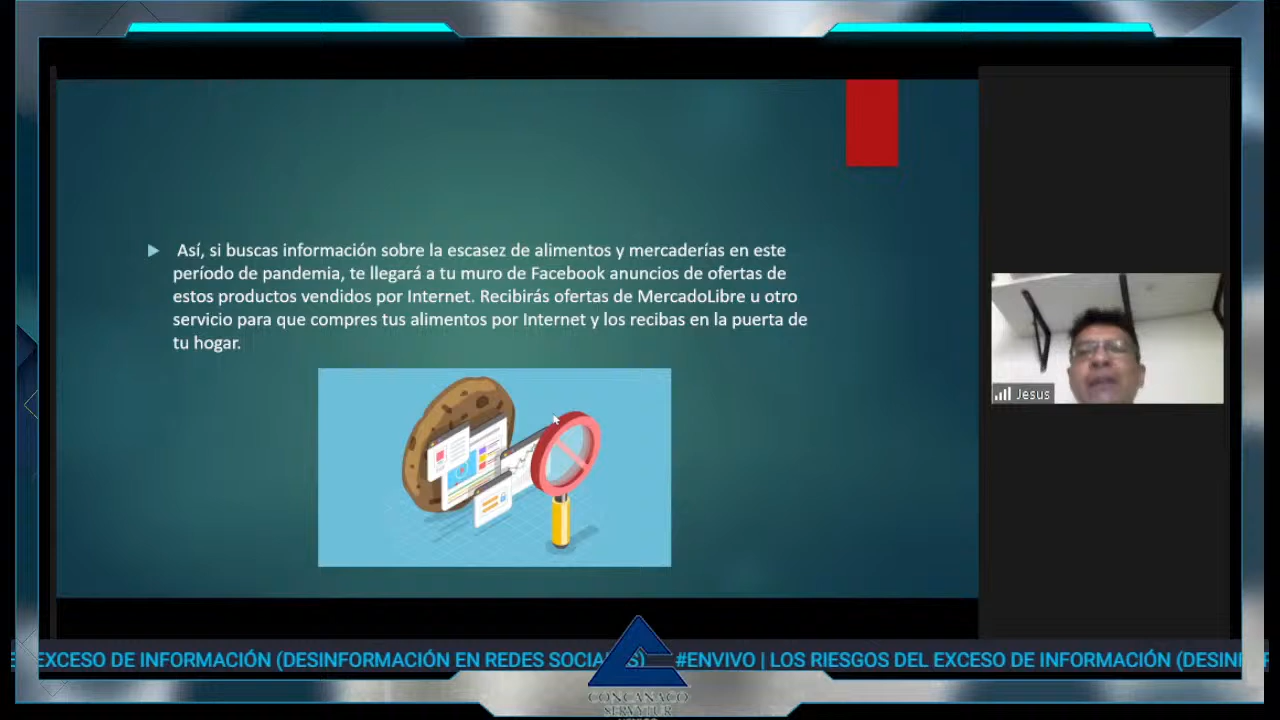 Así, si buscas información sobre la escasez de alimentos y mercaderías en este
período de pandemia, te llegará a tu muro de Facebook anuncios de ofertas de
estos productos vendidos por Internet. Recibirás ofertas de MercadoLibre u otro
servicio para que compres tus alimentos por Internet y los recibas en la puerta de
tu hogar.
Jesus
EXCESO DE INFORMACIÓN (DESINFORMACIÓN EN REDES #ENVIVO | LOS RIESGOS DEL EXCESO DE INFORMACIÓN
CONCANACO
SERVYTUR